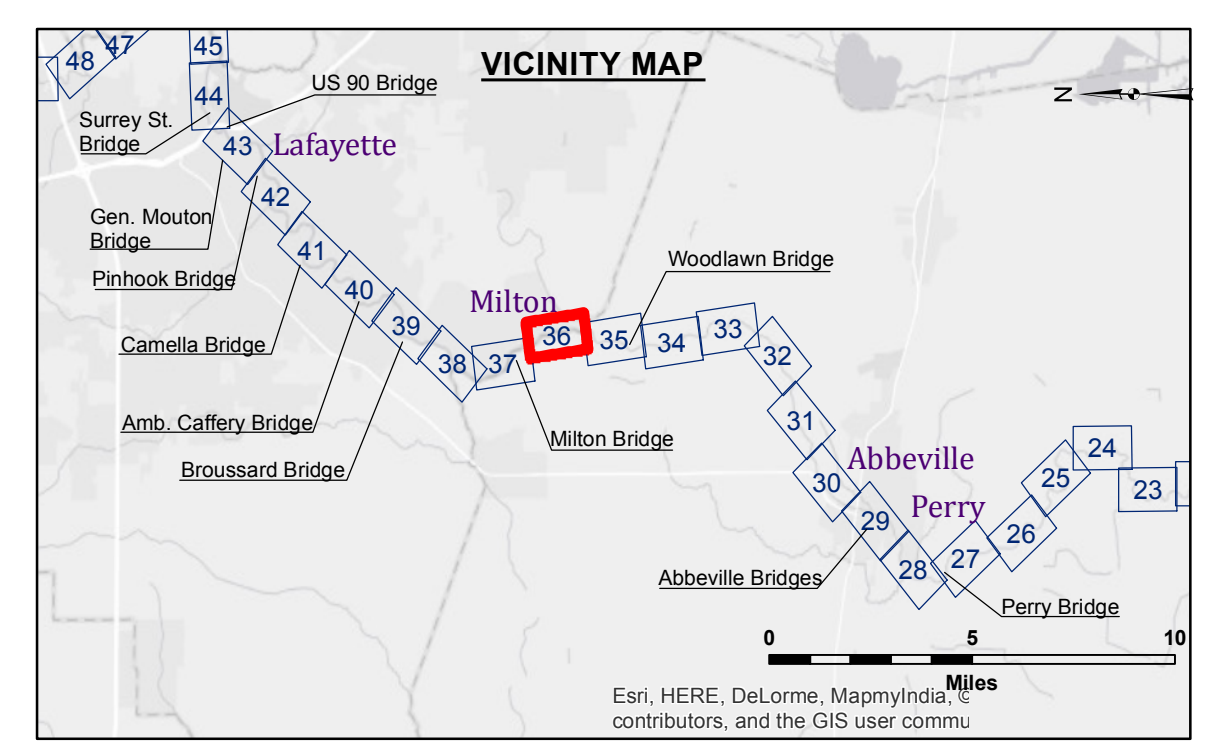 VICINITY MAP
47
48
45
44
US 90 Bridge
N
Surrey St.
Bridge
43
Lafayette
42
Gen. Mouton
Bridge
41
Pinhook Bridge
40
Woodlawn Bridge
Milton
39
36
35
34
33
Camella Bridge
38
37
32
Amb. Caffery Bridge
Milton Bridge
31
Broussard Bridge
Abbeville
24
30
25
23
29
Perry
26
28
27
Abbeville Bridges
Perry Bridge
0
5
10
Miles
Esri, HERE, DeLorme, MapmyIndia, ©
contributors, and the GIS user commu